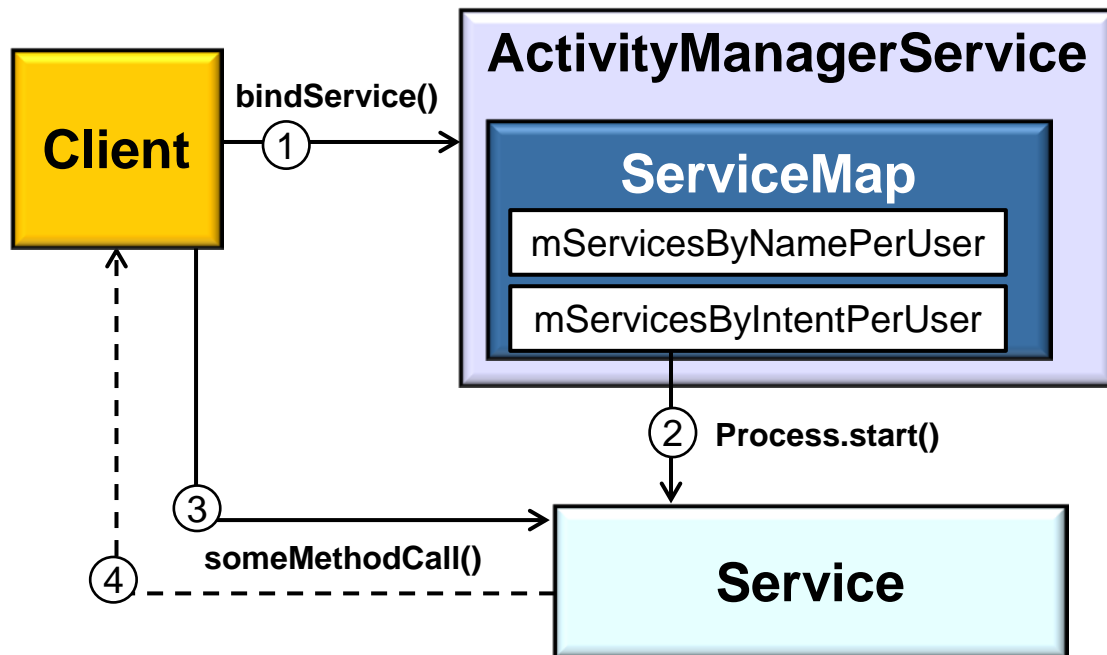 ActivityManagerService
bindService()
1
Client
ServiceMap
mServicesByNamePerUser
mServicesByIntentPerUser
2
Process.start()
3
someMethodCall()
4
Service